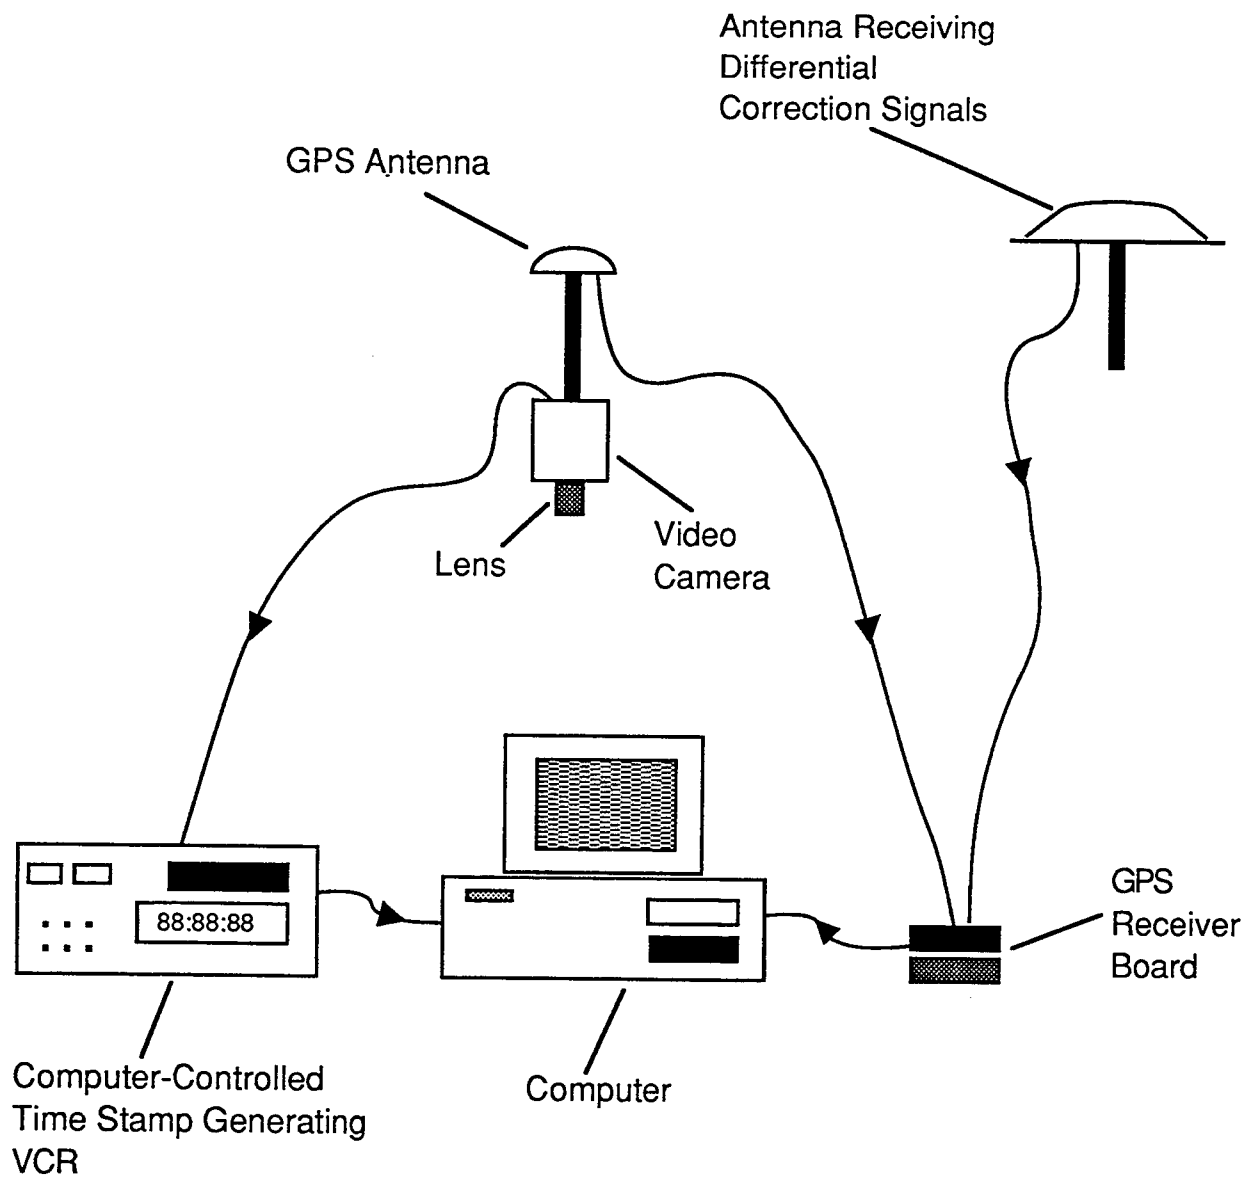 Antenna Receiving
Differential
Correction Signals
GPS Antenna
Lens
Video
Camera
88:88:88
GPS
Receiver
Board
Computer-Controlled
Time Stamp Generating
VCR
Computer